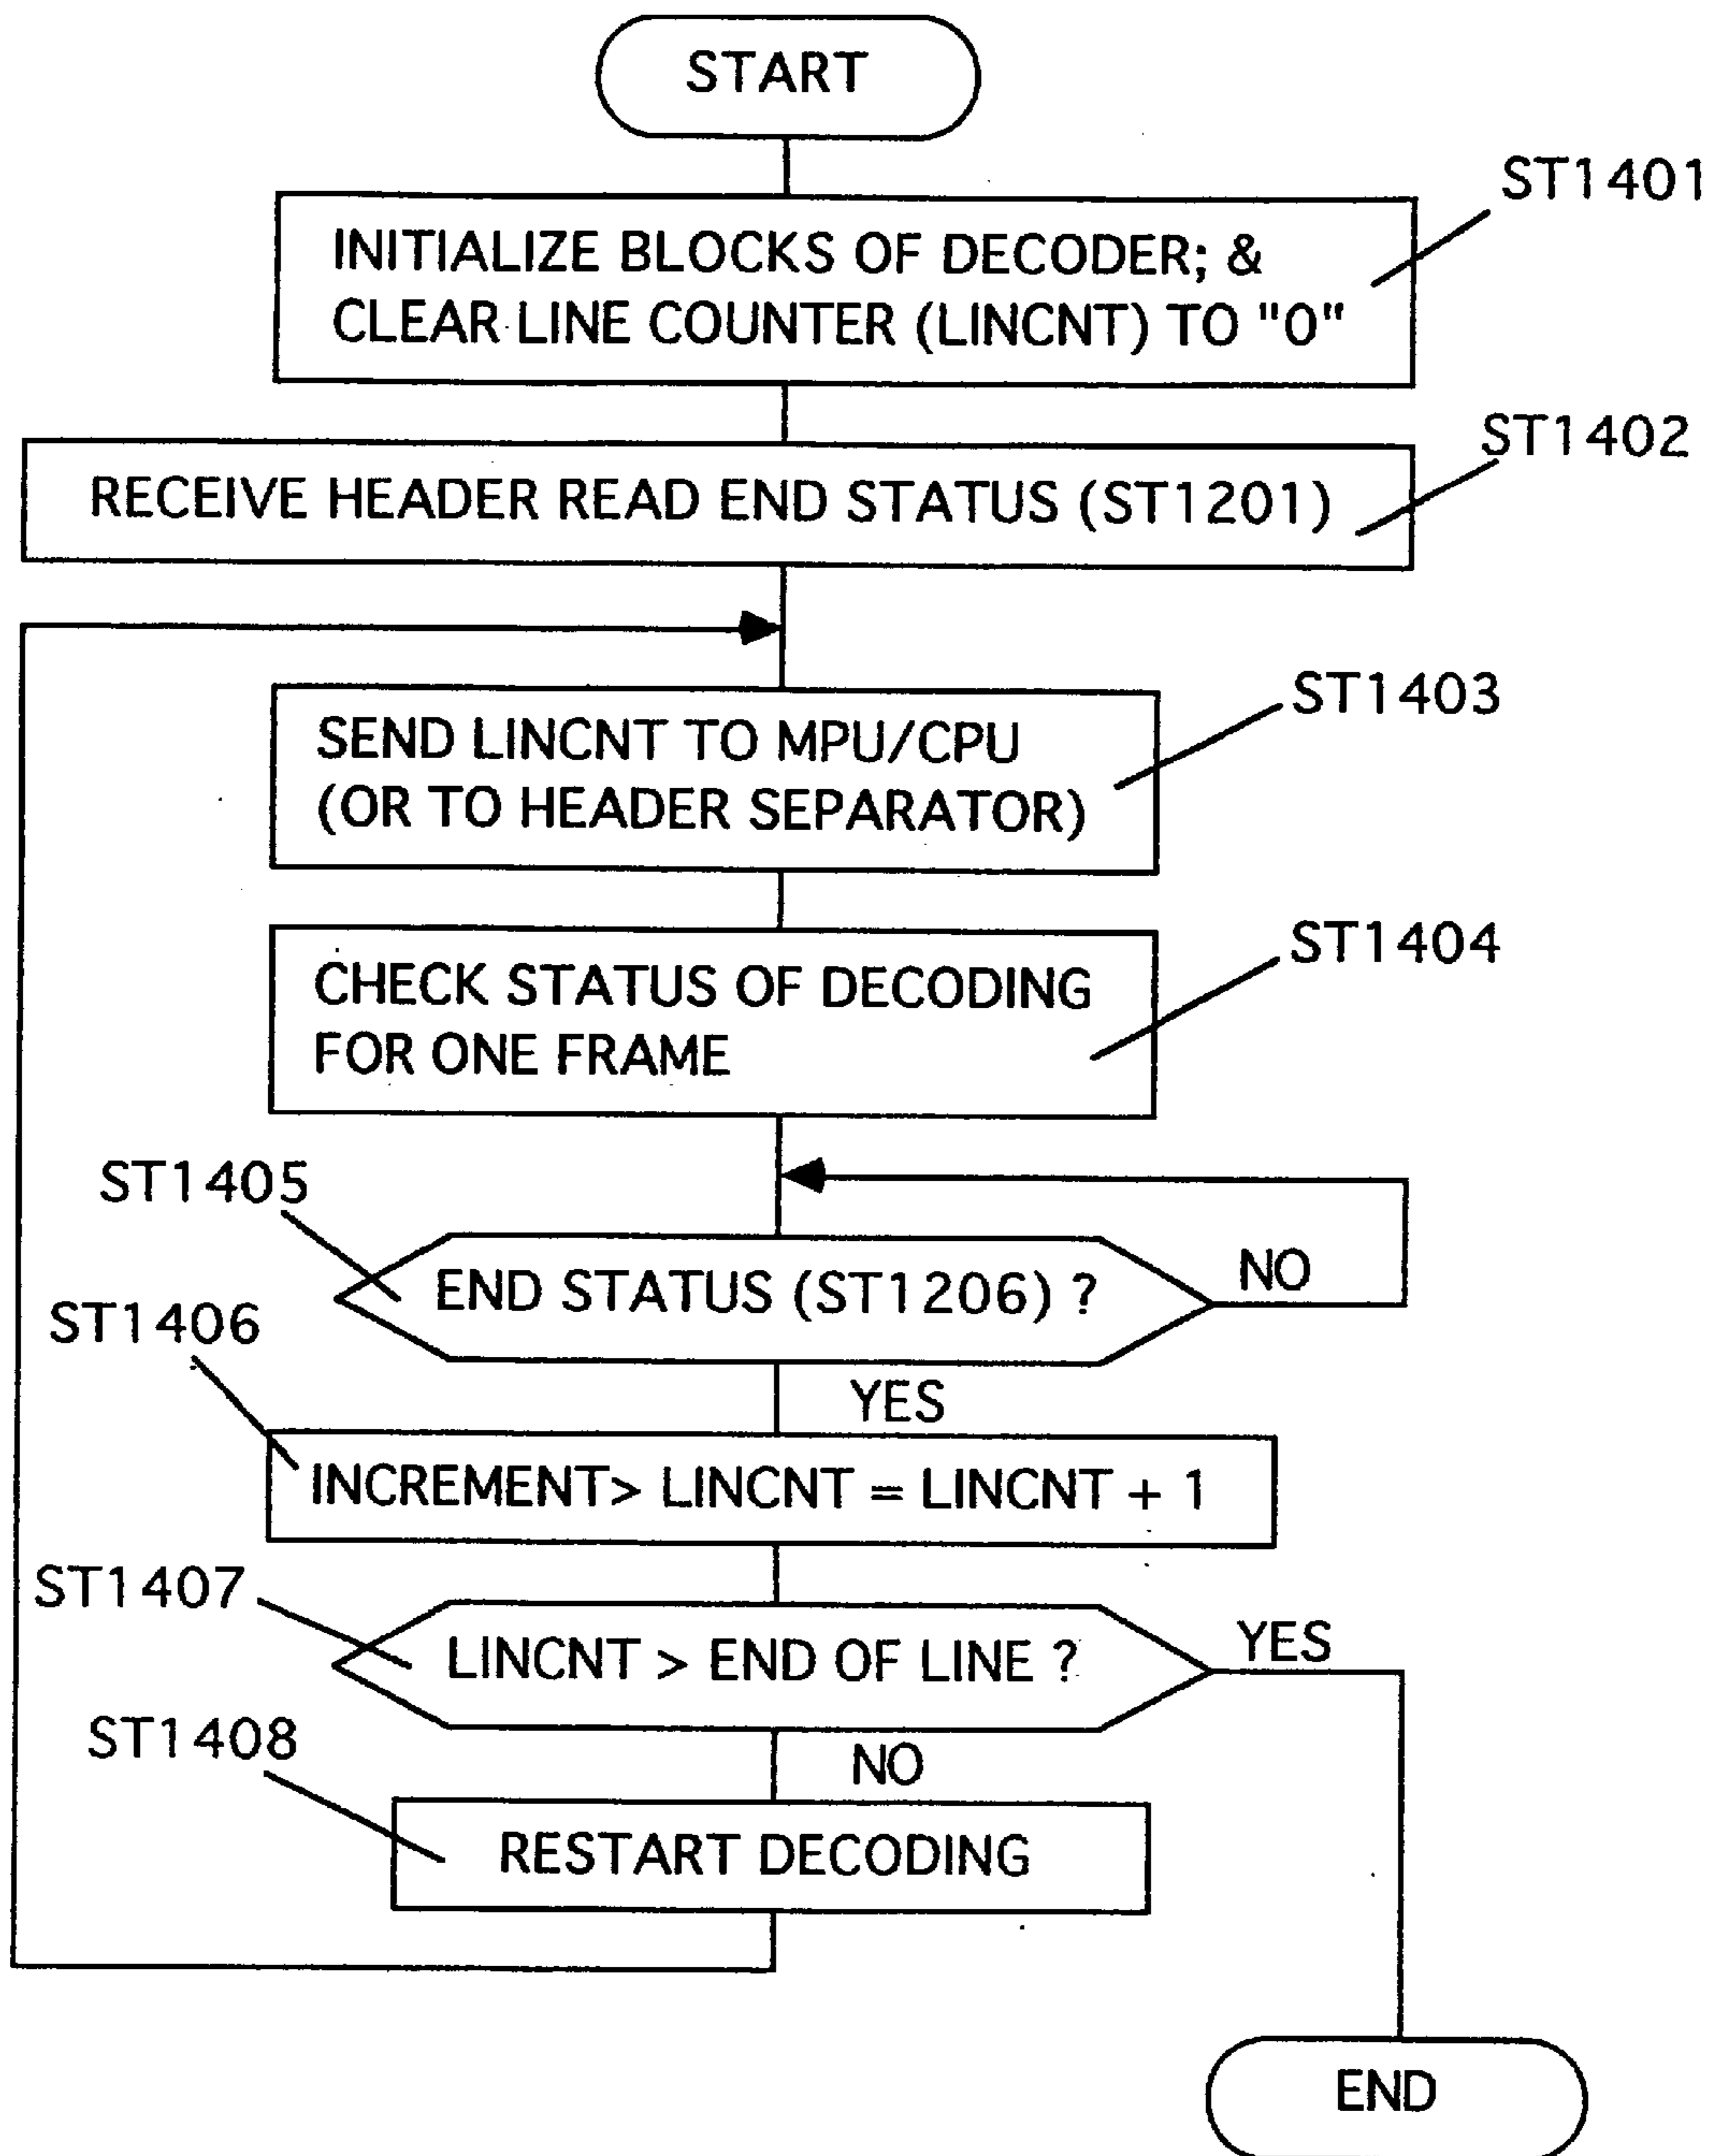 START
ST1401
INITIALIZE BLOCKS OF DECODER; &
CLEAR LINE COUNTER (LINCNT) TO "0"
ST1402
RECEIVE HEADER READ END STATUS (ST1201)
ST1403
SEND LINCNT TO MPU/CPU
(OR TO HEADER SEPARATOR)
ST1404
CHECK STATUS OF DECODING
FOR ONE FRAME
ST1405
END STATUS (ST1206) ?
NO
ST1406
YES
INCREMENT> LINCNT = LINCNT + 1
ST1407
LINCNT > END OF LINE ?
YES
ST1408
NO
RESTART DECODING
END